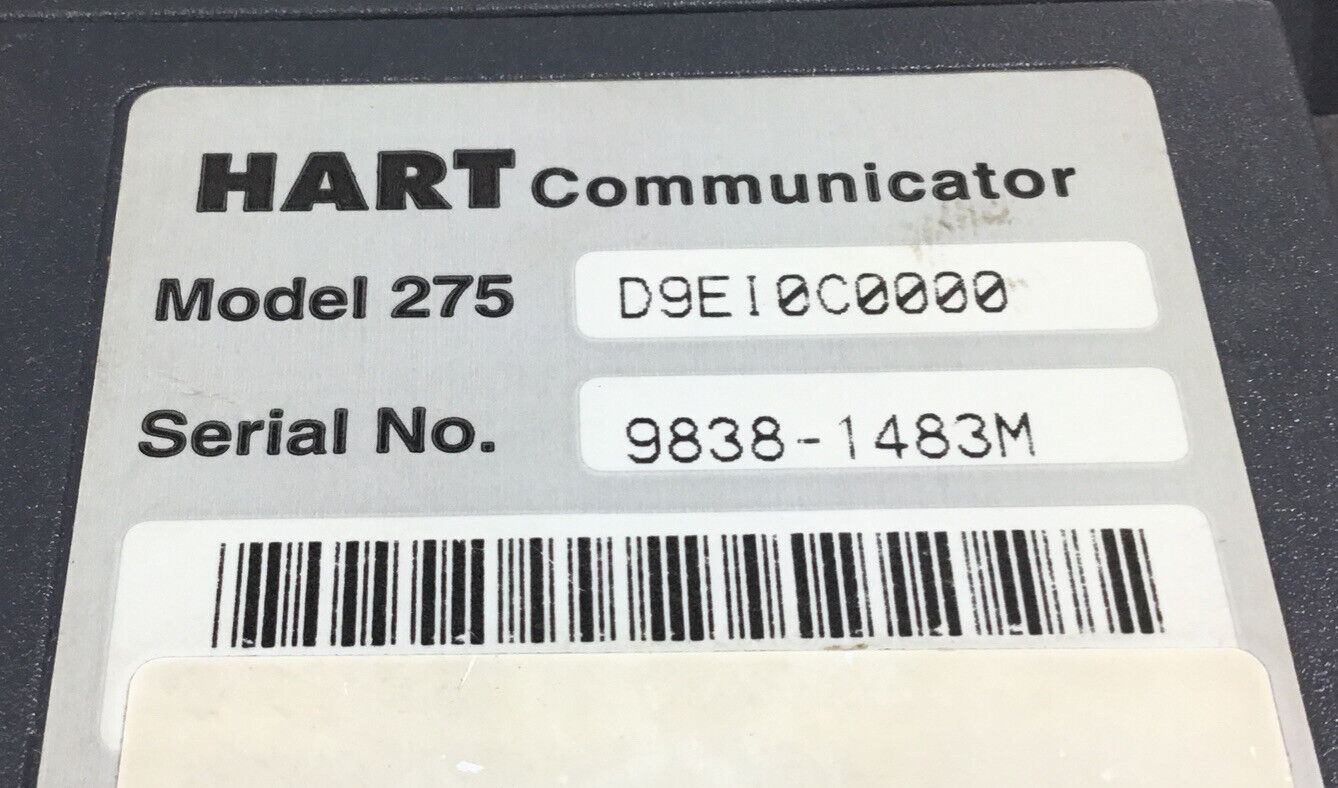 HART Communicator
Model 275 D9EI0C0000
Serial No. 9838-1483M